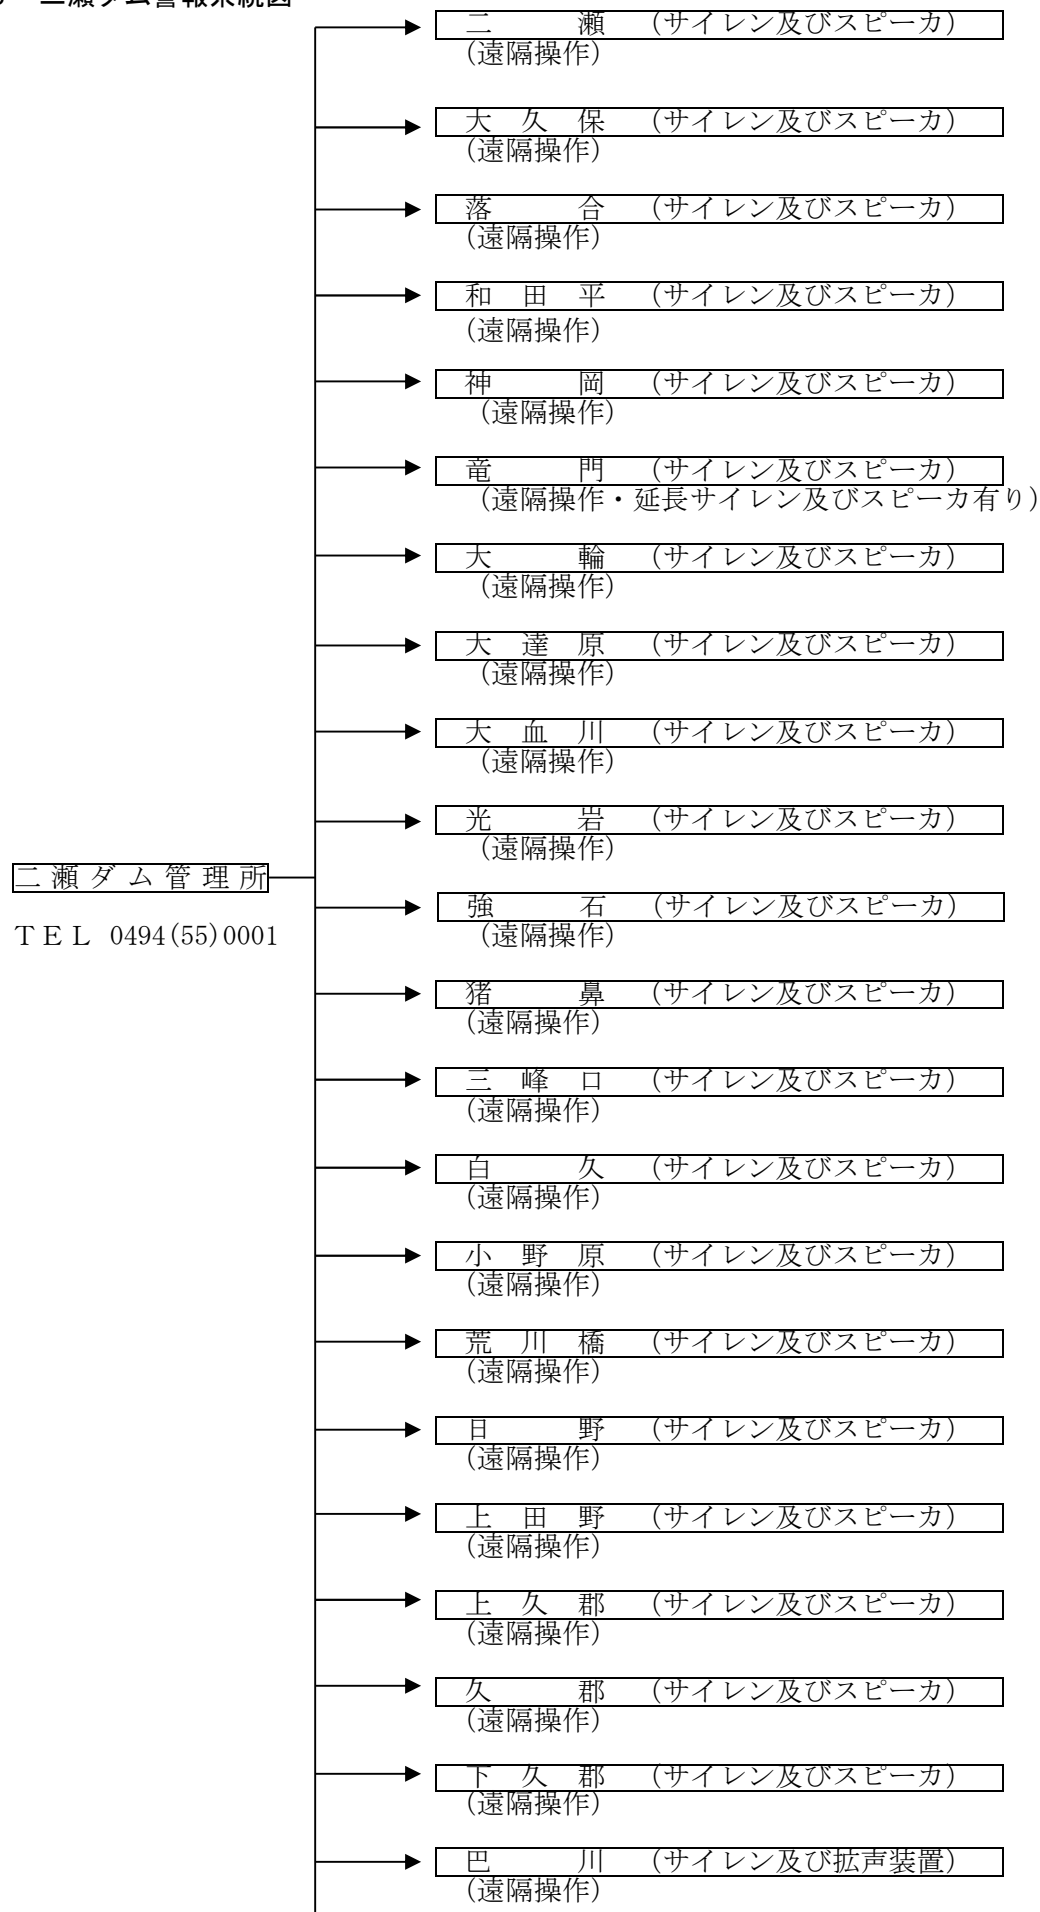 二瀬ダム警報系統図
二瀬 (サイレン及びスピーカ)
(遠隔操作)
大久保 (サイレン及びスピーカ)
(遠隔操作)
落合 (サイレン及びスピーカ)
(遠隔操作)
和田平 (サイレン及びスピーカ)
(遠隔操作)
神岡 (サイレン及びスピーカ)
(遠隔操作)
竜門 (サイレン及びスピーカ)
(遠隔操作・延長サイレン及びスピーカ有り)
大輪 (サイレン及びスピーカ)
(遠隔操作)
大達原 (サイレン及びスピーカ)
(遠隔操作)
大血川 (サイレン及びスピーカ)
(遠隔操作)
光岩 (サイレン及びスピーカ)
(遠隔操作)
二瀬ダム管理所
TEL 0494(55)0001
強石 (サイレン及びスピーカ)
(遠隔操作)
猪鼻 (サイレン及びスピーカ)
(遠隔操作)
三峰口 (サイレン及びスピーカ)
(遠隔操作)
白久 (サイレン及びスピーカ)
(遠隔操作)
小野原 (サイレン及びスピーカ)
(遠隔操作)
荒川橋 (サイレン及びスピーカ)
(遠隔操作)
日野 (サイレン及びスピーカ)
(遠隔操作)
上田野 (サイレン及びスピーカ)
(遠隔操作)
上久郡 (サイレン及びスピーカ)
(遠隔操作)
久郡 (サイレン及びスピーカ)
(遠隔操作)
下久郡 (サイレン及びスピーカ)
(遠隔操作)
巴川 (サイレン及び拡声装置)
(遠隔操作)